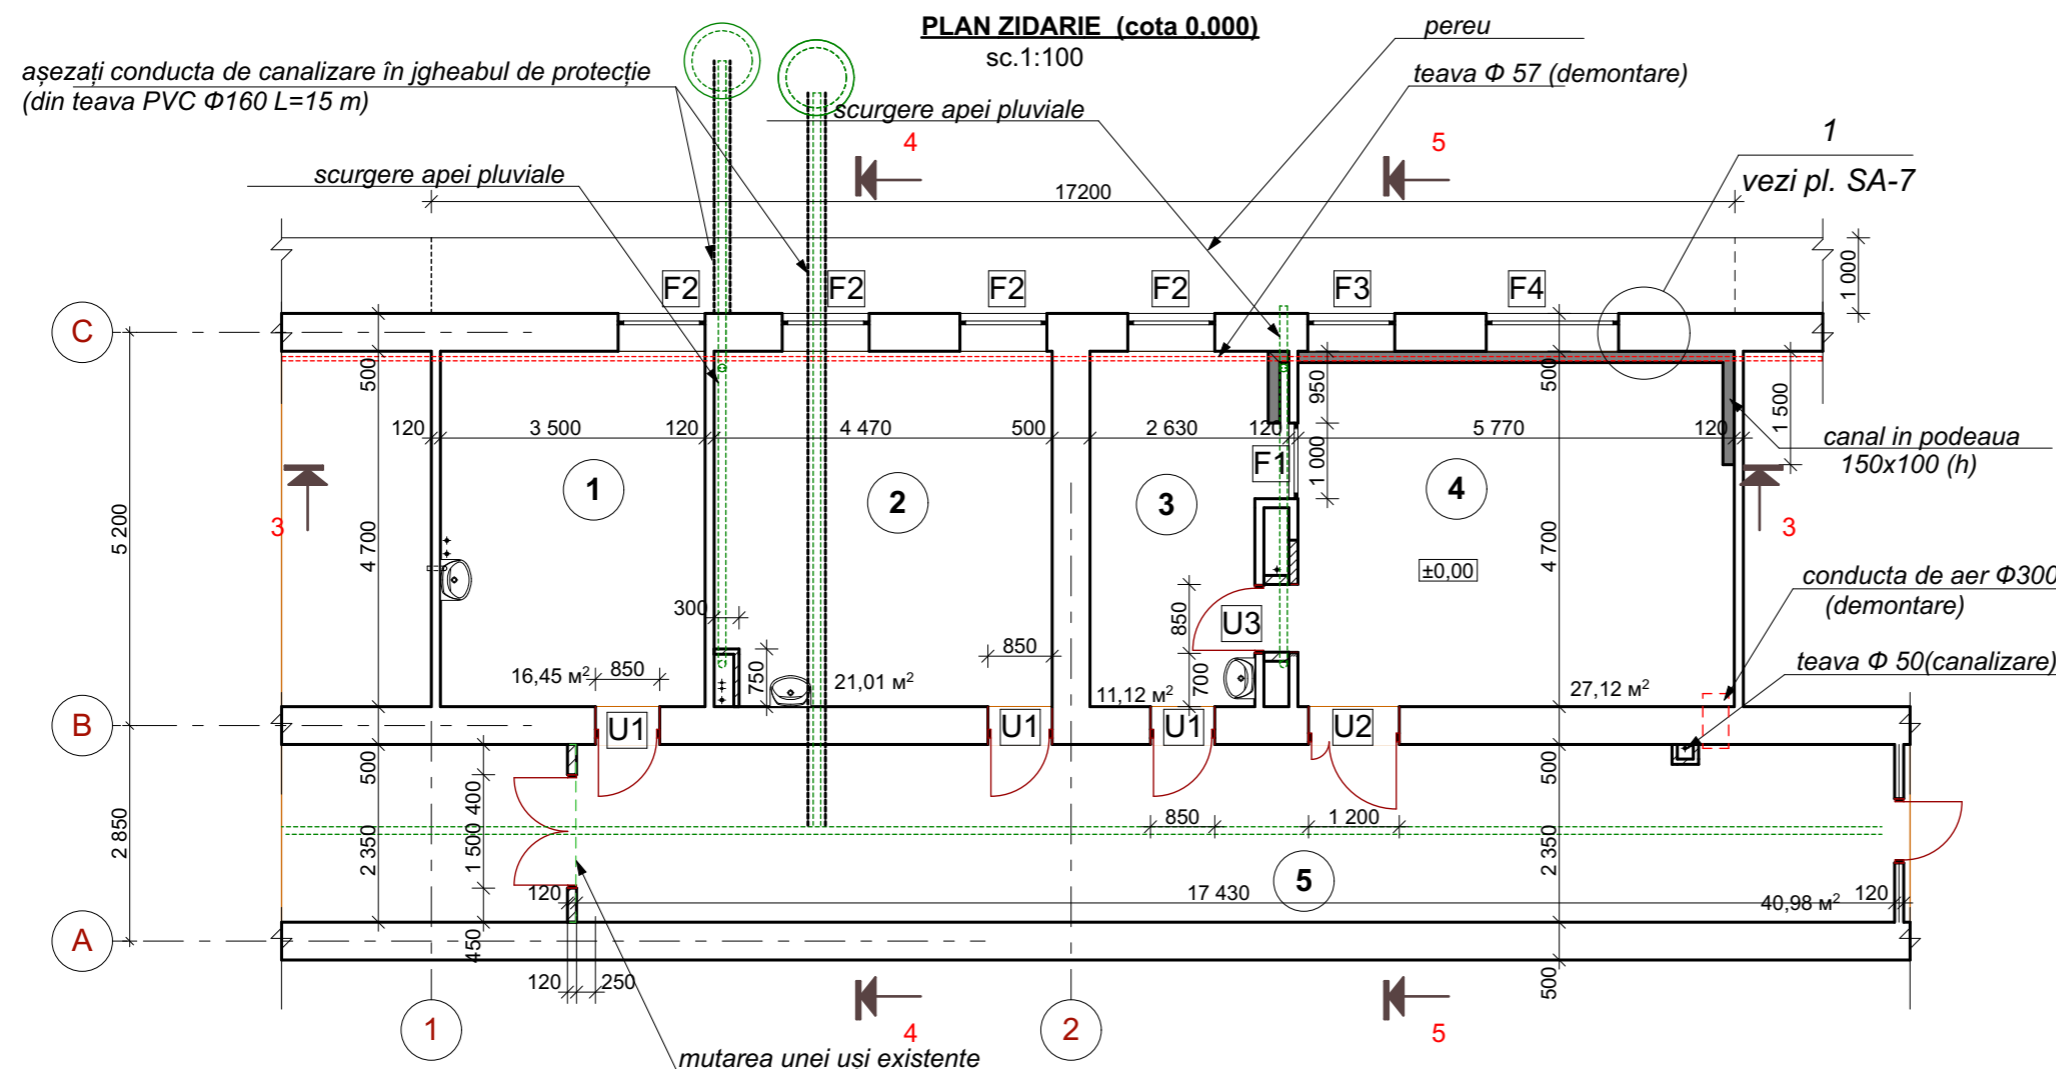 PLAN ZIDARIE (cota 0,000)
sc.1:100
pereu
așezați conducta de canalizare în jgheabul de protecție
(din teava PVC Φ160 L=15 m)
teava Φ 57 (demontare)
scurgere apei pluviale
4
5
1
vezi pl. SA-7
scurgere apei pluviale
17200
1 000
F2
F2
F2
F2
F3
F4
C
500
500
950
1 500
120
3 500
120
4 470
500
2 630
120
5 770
120
canal in podeaua
150x100 (h)
F1
1 000
1
2
3
4
3
3
5 200
4 700
4 700
±0,00
conducta de aer Φ300
(demontare)
300
850
U3
850
750
700
teava Φ 50(canalizare)
16,45 м²
850
21,01 м²
11,12 м²
27,12 м²
B
U1
U1
U1
U2
500
400
500
2 850
1 500
2 350
850
1 200
2 350
5
120
17 430
40,98 м²
120
A
450
120
250
500
1
4
2
5
mutarea unei uși existente